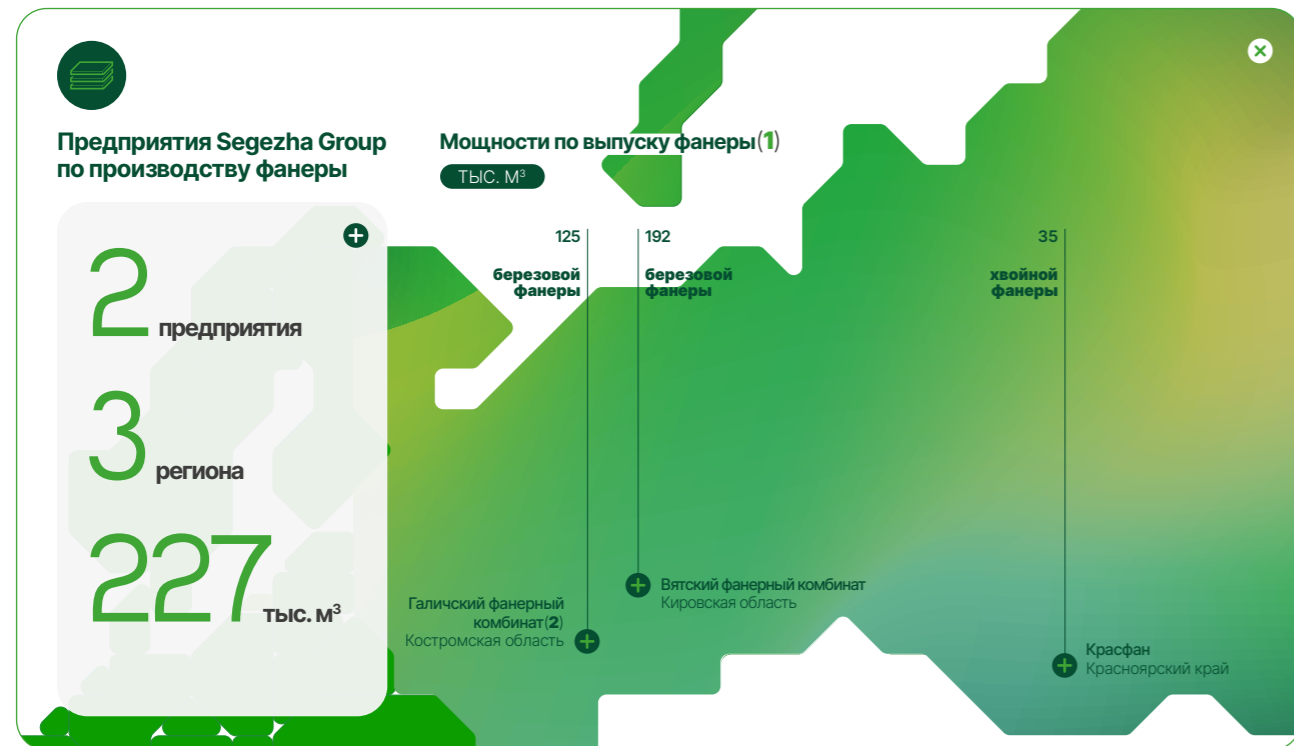 Предприятия Segezha Group
по производству фанеры
2 предприятия
3 региона
227 тыс. м³
Мощности по выпуску фанеры(1)
ТЫС. М³
125
березовой
фанеры
192
березовой
фанеры
35
хвойной
фанеры
Галичский фанерный
комбинат(2)
Костромская область
Вятский фанерный комбинат
Кировская область
Красфан
Красноярский край